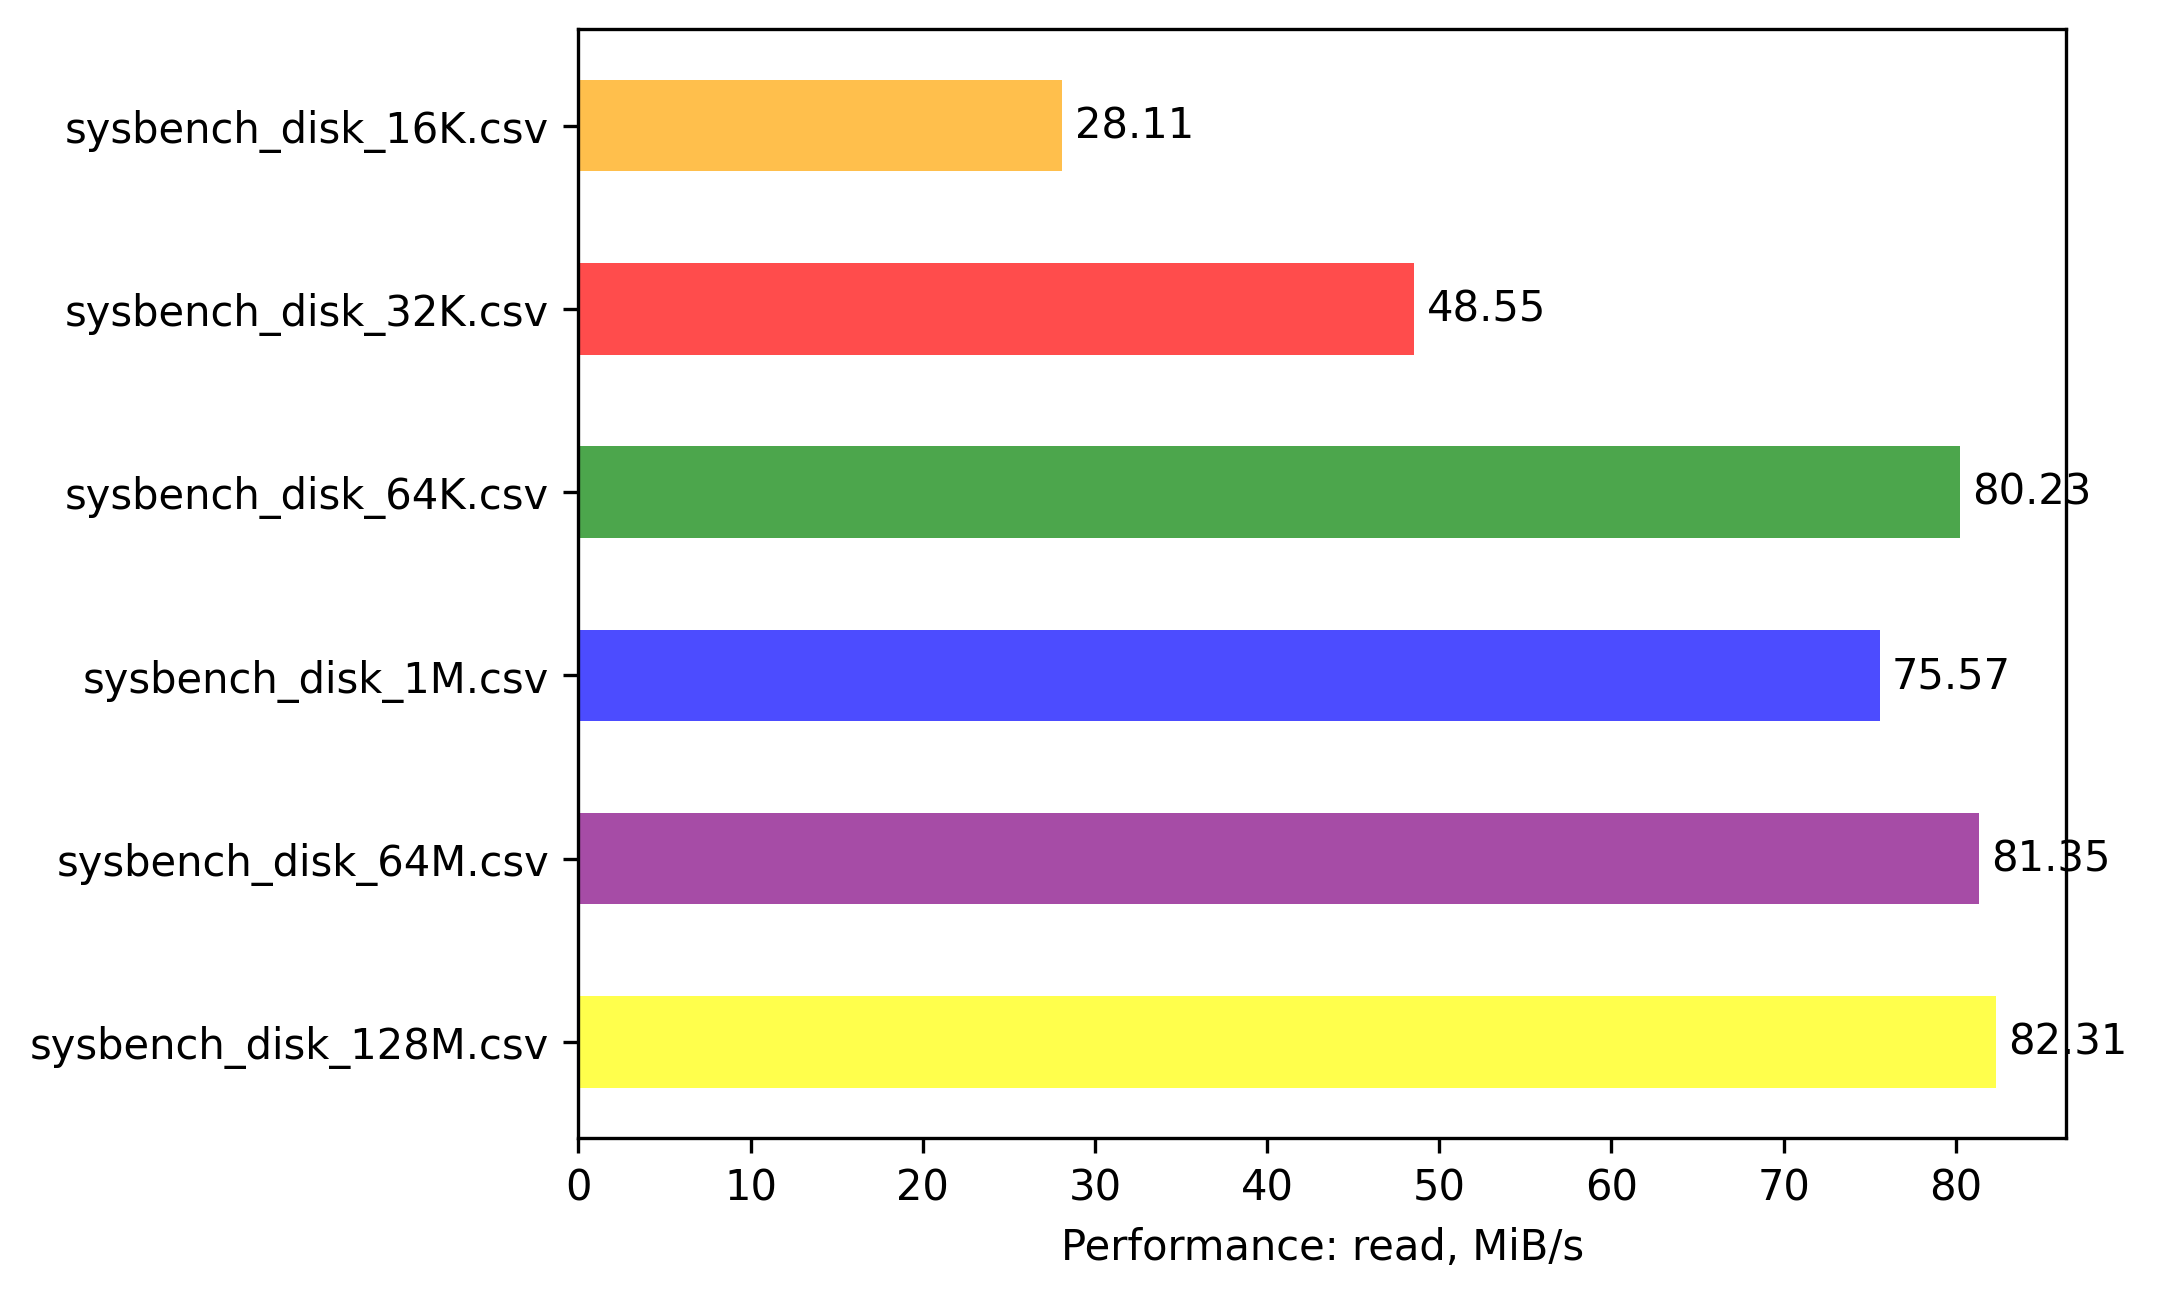 sysbench_disk_16K.csv
28.11
sysbench_disk_32K.csv
48.55
sysbench_disk_64K.csv
80.23
sysbench_disk_1M.csv
75.57
sysbench_disk_64M.csv
81.35
sysbench_disk_128M.csv
82.31
0 10 20 30 40 50 60 70 80
Performance: read, MiB/s